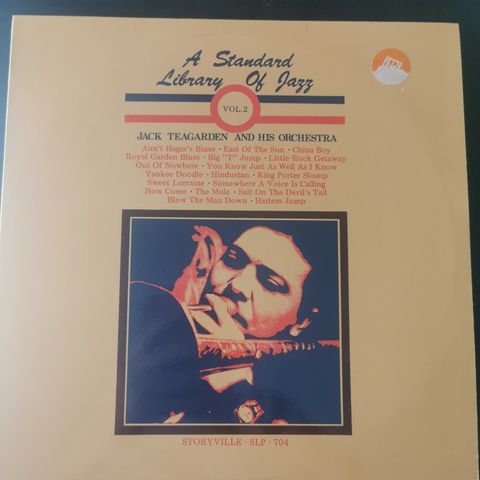 A Standard
Library Of Jazz
VOL.2
JACK TEAGARDEN AND HIS ORCHESTRA
Aun't Hagar's Blues · East Of The Sun · China Boy
Royal Garden Blues · Big "T" Jump · Little Rock Getaway
Out Of Nowhere · You Know Just As Well As I Know
Yankee Doodle · Hindustan · King Porter Stomp
Sweet Lorraine · Somewhere A Voice Is Calling
How Come · The Mole · Salt On The Devil's Tail
Blow The Man Down · Harlem Jump
STORYVILLE - SLP - 704